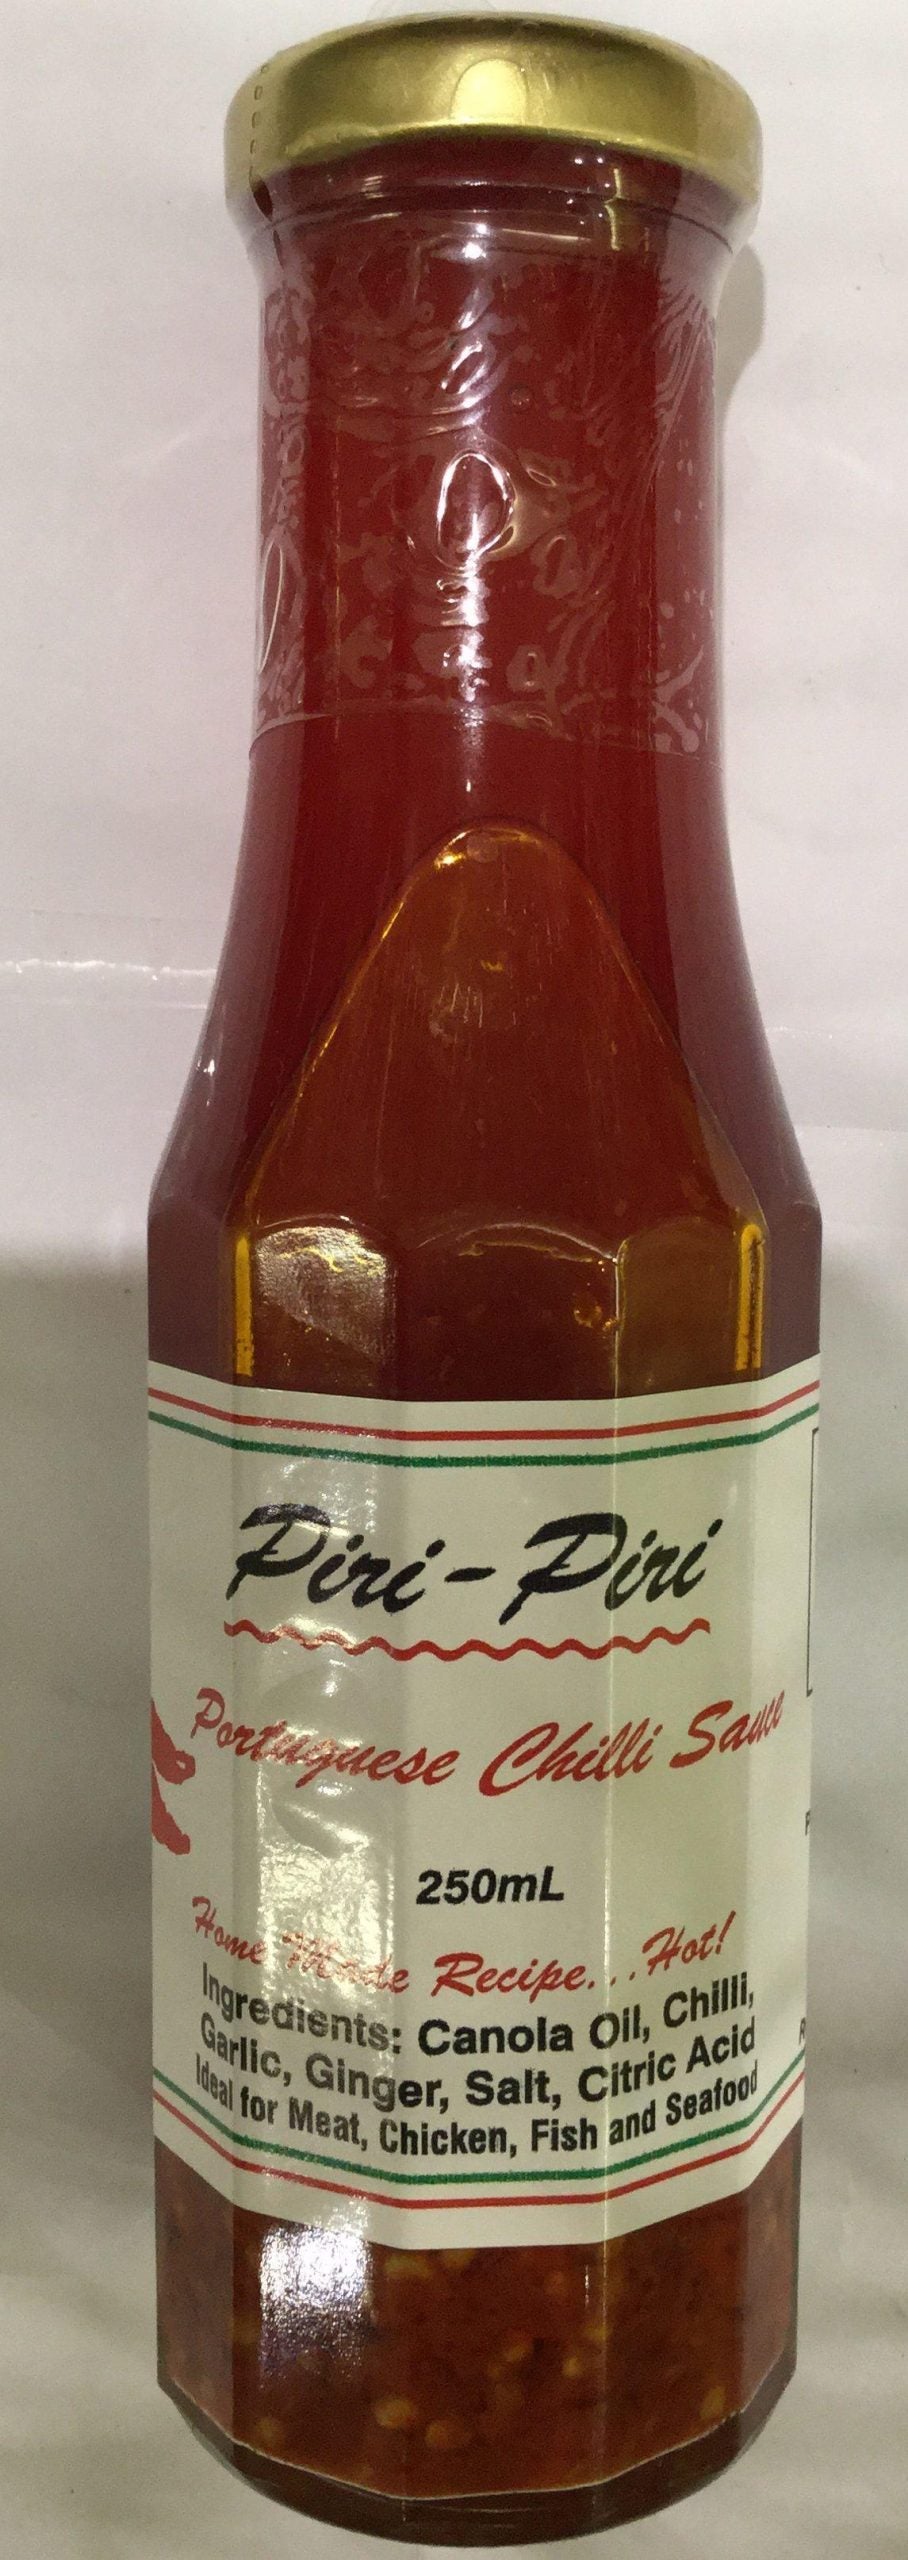 Piri-Piri
Portuguese Chilli Sauce
250mL
Home Made Recipe...Hot!
Ingredients: Canola Oil, Chilli,
Garlic, Ginger, Salt, Citric Acid
Ideal for Meat, Chicken, Fish and Seafood